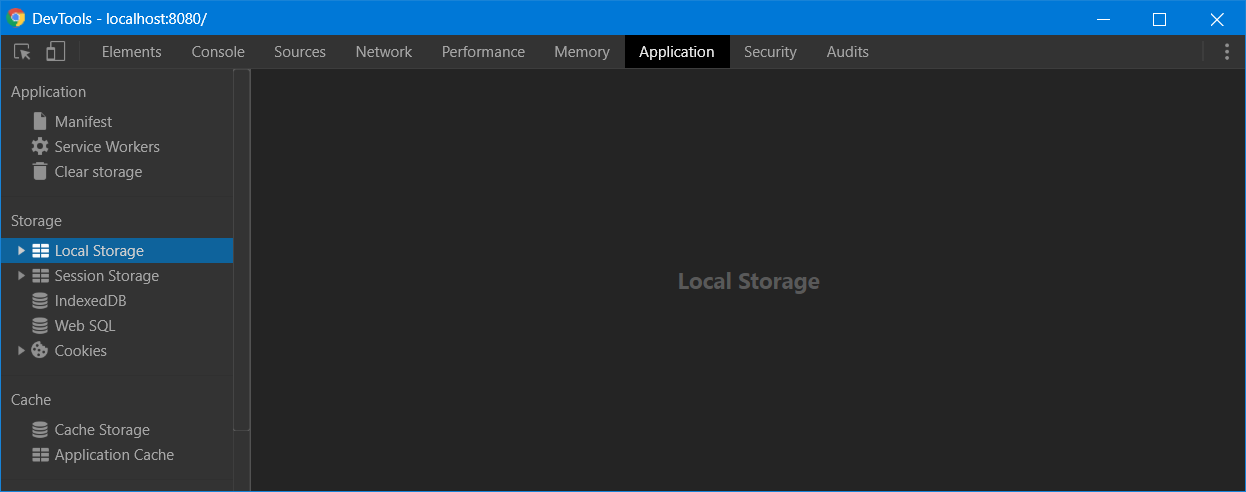 DevTools - localhost:8080/
Elements Console Sources Network Performance Memory Application Security Audits
Application
Manifest
Service Workers
Clear storage
Storage
Local Storage
Session Storage
IndexedDB
Web SQL
Cookies
Cache
Cache Storage
Application Cache
Local Storage